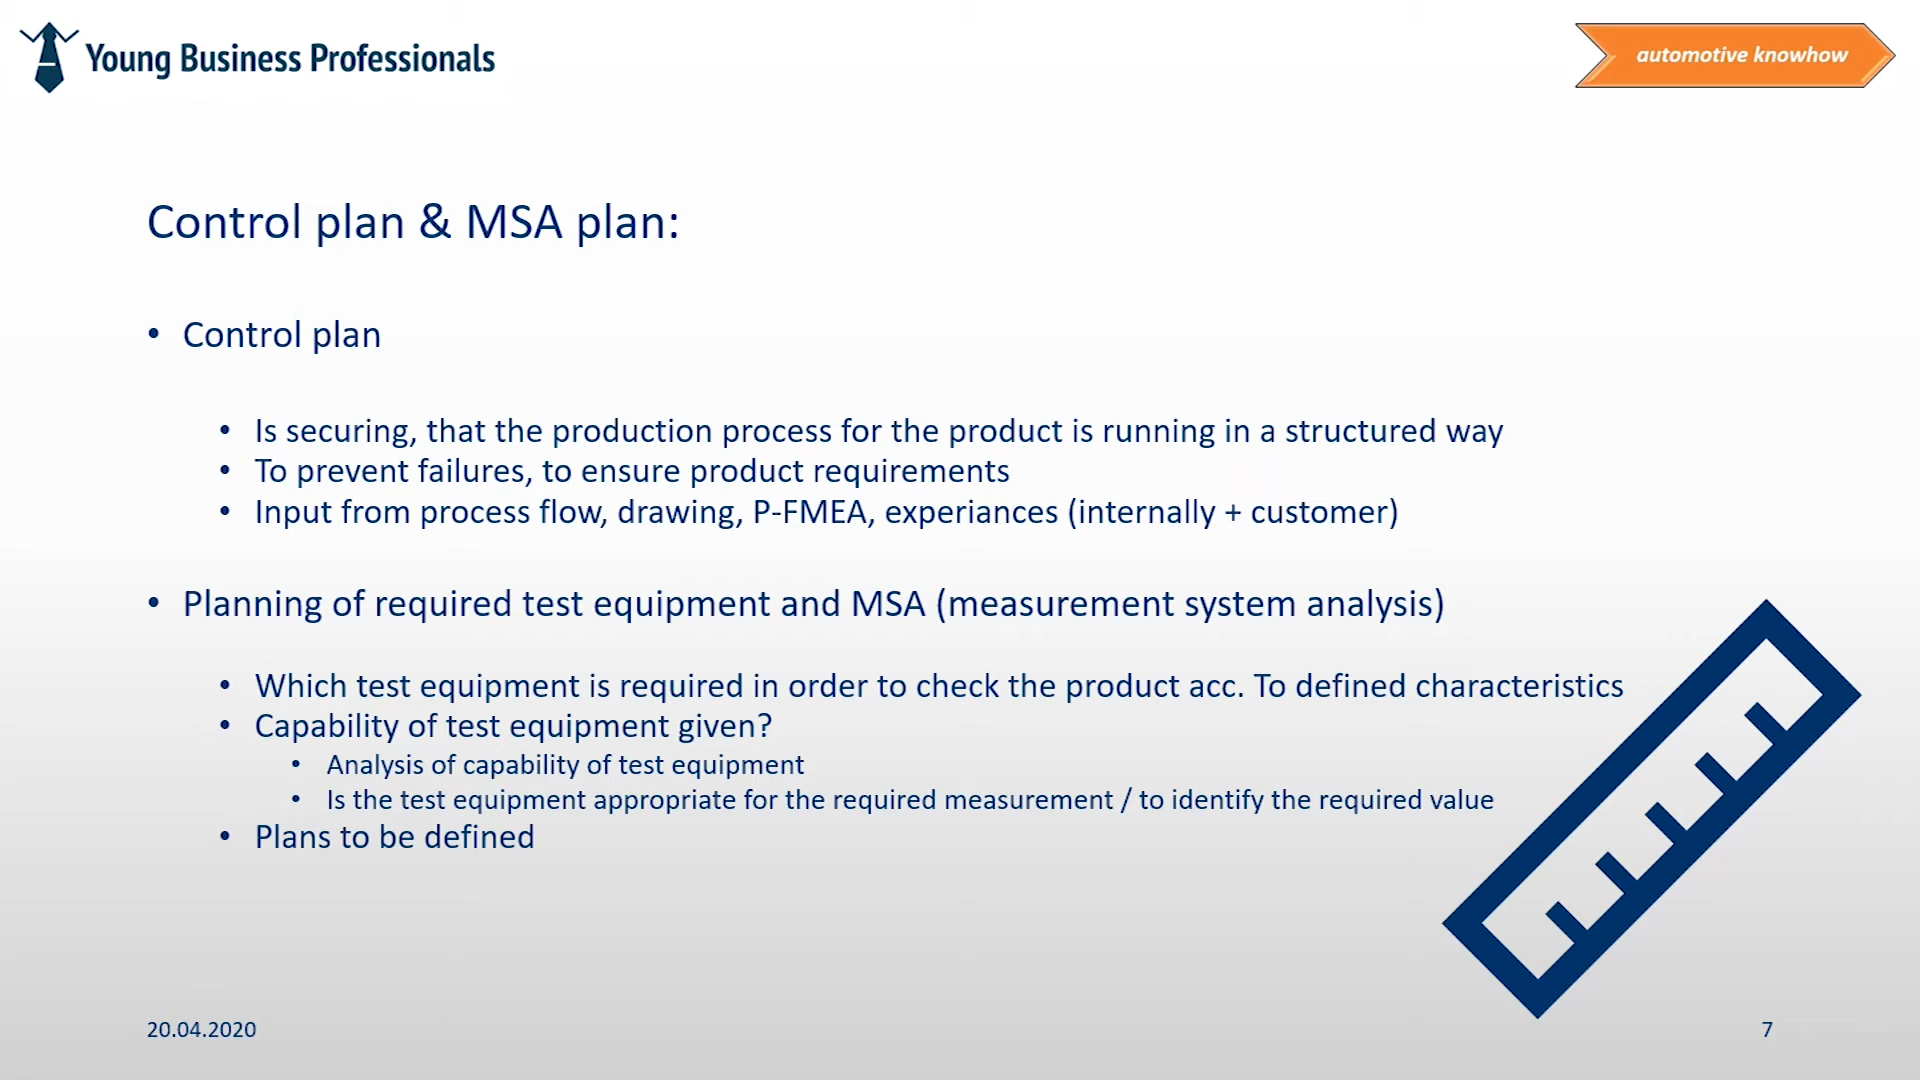 Young Business Professionals
automotive knowhow
Control plan & MSA plan:
• Control plan
• Is securing, that the production process for the product is running in a structured way
• To prevent failures, to ensure product requirements
• Input from process flow, drawing, P-FMEA, experiances (internally + customer)
• Planning of required test equipment and MSA (measurement system analysis)
• Which test equipment is required in order to check the product acc. To defined characteristics
• Capability of test equipment given?
• Analysis of capability of test equipment
• Is the test equipment appropriate for the required measurement / to identify the required value
• Plans to be defined
20.04.2020
7